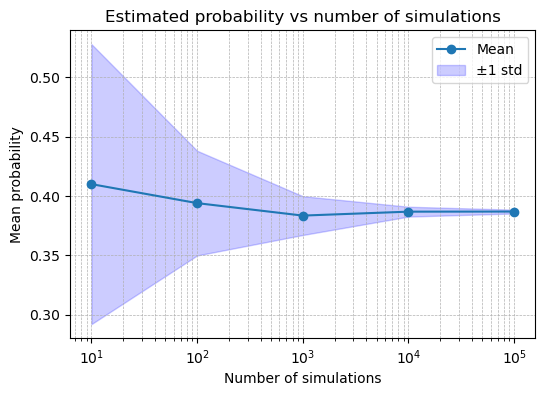 Estimated probability vs number of simulations
Mean
±1 std
Mean probability
0.50
0.45
0.40
0.35
0.30
10¹ 10² 10³ 10⁴ 10⁵
Number of simulations